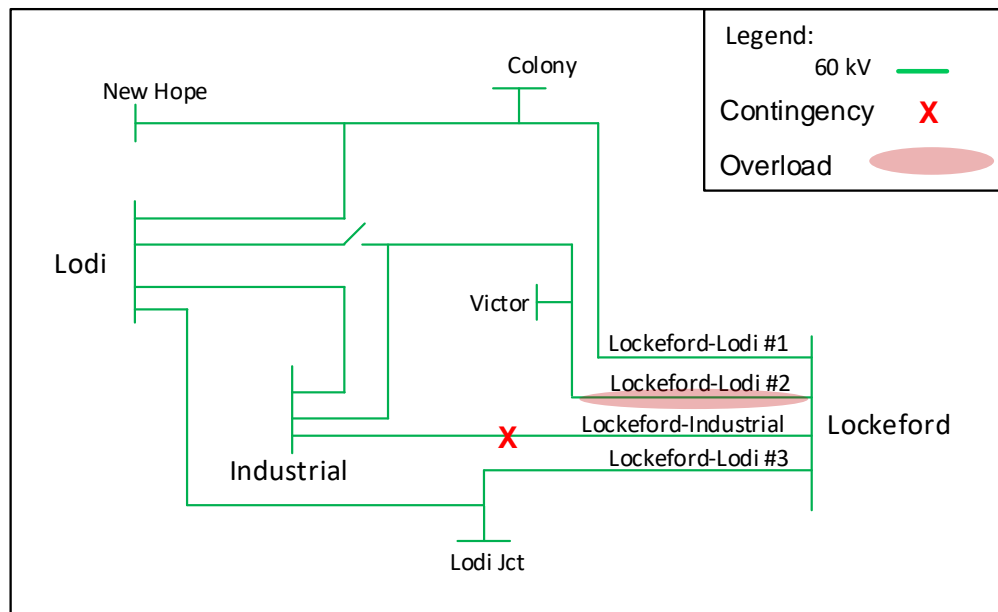 Legend:
60 kV
Contingency
X
Overload
Colony
New Hope
Lodi
Victor
Lockeford-Lodi #1
Lockeford-Lodi #2
Lockeford-Industrial
Lockeford
X
Lockeford-Lodi #3
Industrial
Lodi Jct